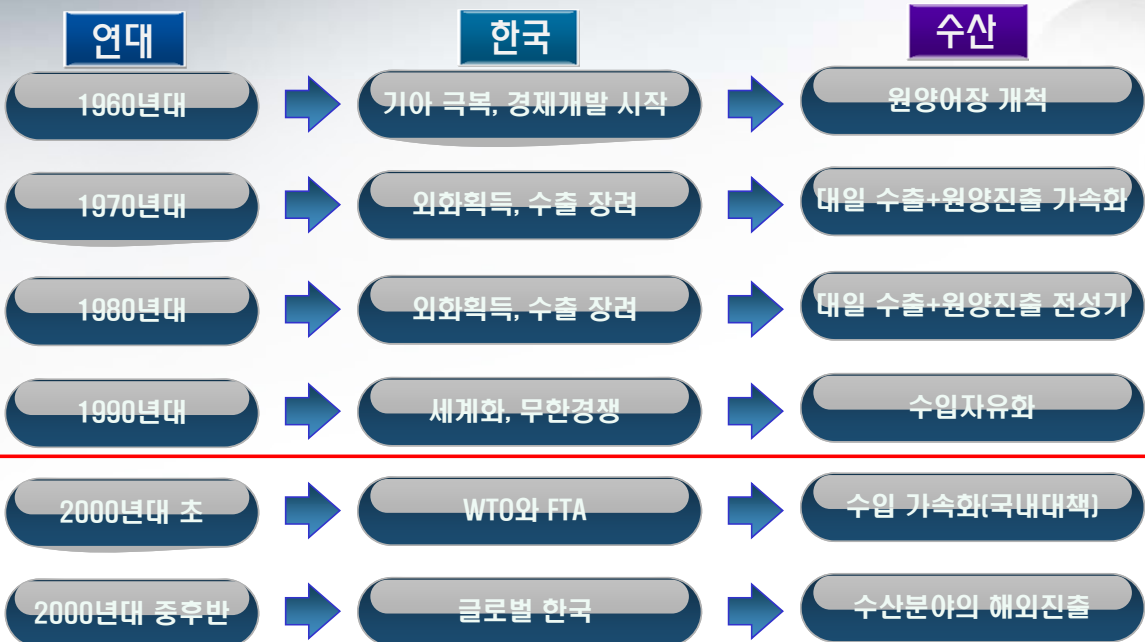 연대
한국
수산
1960년대
기아 극복, 경제개발 시작
원양어장 개척
1970년대
외화획득, 수출 장려
대일 수출+원양진출 가속화
1980년대
외화획득, 수출 장려
대일 수출+원양진출 전성기
1990년대
세계화, 무한경쟁
수입자유화
2000년대 초
WTO와 FTA
수입 가속화(국내대책)
2000년대 중후반
글로벌 한국
수산분야의 해외진출